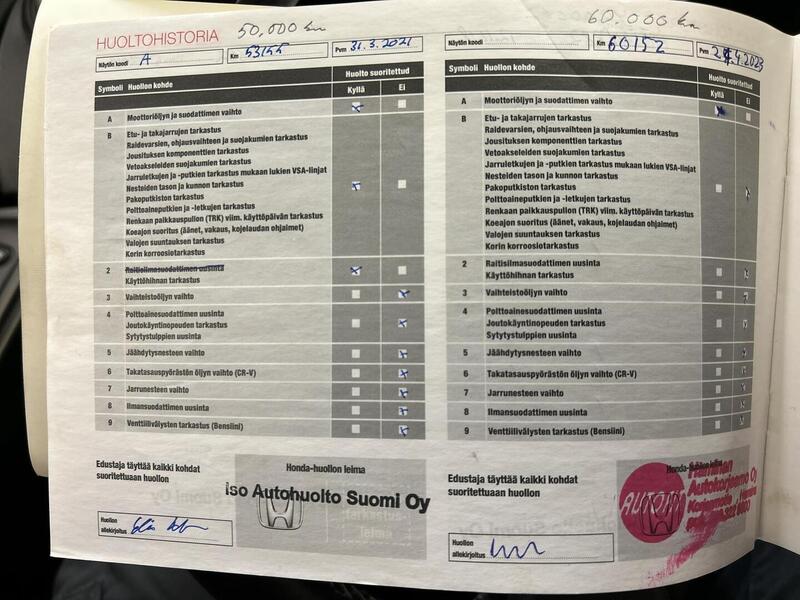 50,000 km
HUOLTOHISTORIA
Näytön koodi A Km 53155 Pvm 31.3.2021
Symboli Huollon kohde Huolto suoritettud
Kyllä Ei
A Moottoriöljyn ja suodattimen vaihto
B Etu- ja takajarrujen tarkastus
Raidevarsien, ohjausvaihteen ja suojakumien tarkastus
Jousituksen komponenttien tarkastus
Vetoakseleiden suojakumien tarkastus
Jarruletkujen ja -putkien tarkastus mukaan lukien VSA-linjat
Nesteiden tason ja kunnon tarkastus
Pakoputkiston tarkastus
Polttoaineputkien ja -letkujen tarkastus
Renkaan paikkauspullon (TRK) viim. käyttöpäivän tarkastus
Koeajon suoritus (äänet, vakaus, kojelaudan ohjaimet)
Valojen suuntauksen tarkastus
Korin korroosiotarkastus
2 Raitisilmasuodattimen uusinta
Käyttöhihnan tarkastus
3 Vaihteistoöljyn vaihto
4 Polttoainesuodattimen uusinta
Joutokäyntinopeuden tarkastus
Sytytystulppien uusinta
5 Jäähdytysnesteen vaihto
6 Takatasauspyörästön öljyn vaihto (CR-V)
7 Jarrunesteen vaihto
8 Ilmansuodattimen uusinta
9 Venttiilivälysten tarkastus (Bensiini)
Edustaja täyttää kaikki kohdat
suoritettuaan huollon
Honda-huollon leima
Iso Autohuolto Suomi Oy
Huollon
allekirjoitus
60.000 km
Näytön koodi Km 60152 Pvm 24.4.2023
Symboli Huollon kohde Huolto suoritettud
Kyllä Ei
A Moottoriöljyn ja suodattimen vaihto
B Etu- ja takajarrujen tarkastus
Raidevarsien, ohjausvaihteen ja suojakumien tarkastus
Jousituksen komponenttien tarkastus
Vetoakseleiden suojakumien tarkastus
Jarruletkujen ja -putkien tarkastus mukaan lukien VSA-linjat
Nesteiden tason ja kunnon tarkastus
Pakoputkiston tarkastus
Polttoaineputkien ja -letkujen tarkastus
Renkaan paikkauspullon (TRK) viim. käyttöpäivän tarkastus
Koeajon suoritus (äänet, vakaus, kojelaudan ohjaimet)
Valojen suuntauksen tarkastus
Korin korroosiotarkastus
2 Raitisilmasuodattimen uusinta
Käyttöhihnan tarkastus
3 Vaihteistoöljyn vaihto
4 Polttoainesuodattimen uusinta
Joutokäyntinopeuden tarkastus
Sytytystulppien uusinta
5 Jäähdytysnesteen vaihto
6 Takatasauspyörästön öljyn vaihto (CR-V)
7 Jarrunesteen vaihto
8 Ilmansuodattimen uusinta
9 Venttiilivälysten tarkastus (Bensiini)
Edustaja täyttää kaikki kohdat
suoritettuaan huollon
Honda-huollon leima
Autokorjaamo Oy
Huollon
allekirjoitus